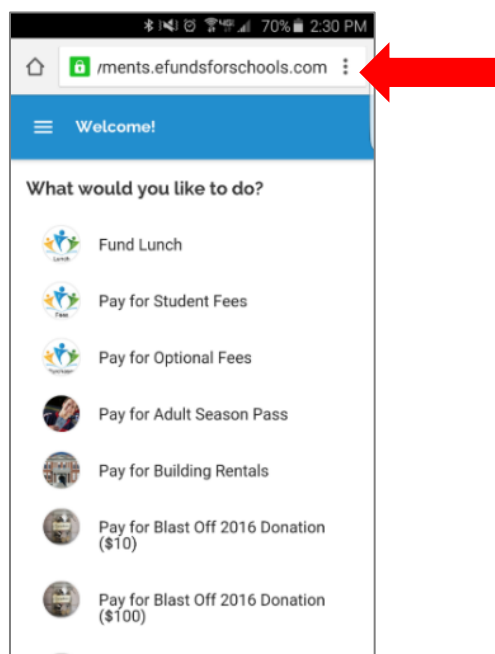 70% 2:30 PM
/ments.efundsforschools.com
Welcome!
What would you like to do?
Lunch
Fund Lunch
Fees
Pay for Student Fees
Pay for Optional Fees
Pay for Adult Season Pass
Pay for Building Rentals
Pay for Blast Off 2016 Donation
($10)
Pay for Blast Off 2016 Donation
($100)